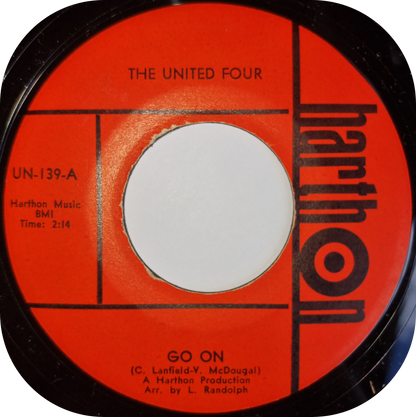 THE UNITED FOUR
harthon
UN-139-A
Harthon Music
BMI
Time: 2:14
GO ON
(C. Lanfield-V. McDougal)
A Harthon Production
Arr. by L. Randolph